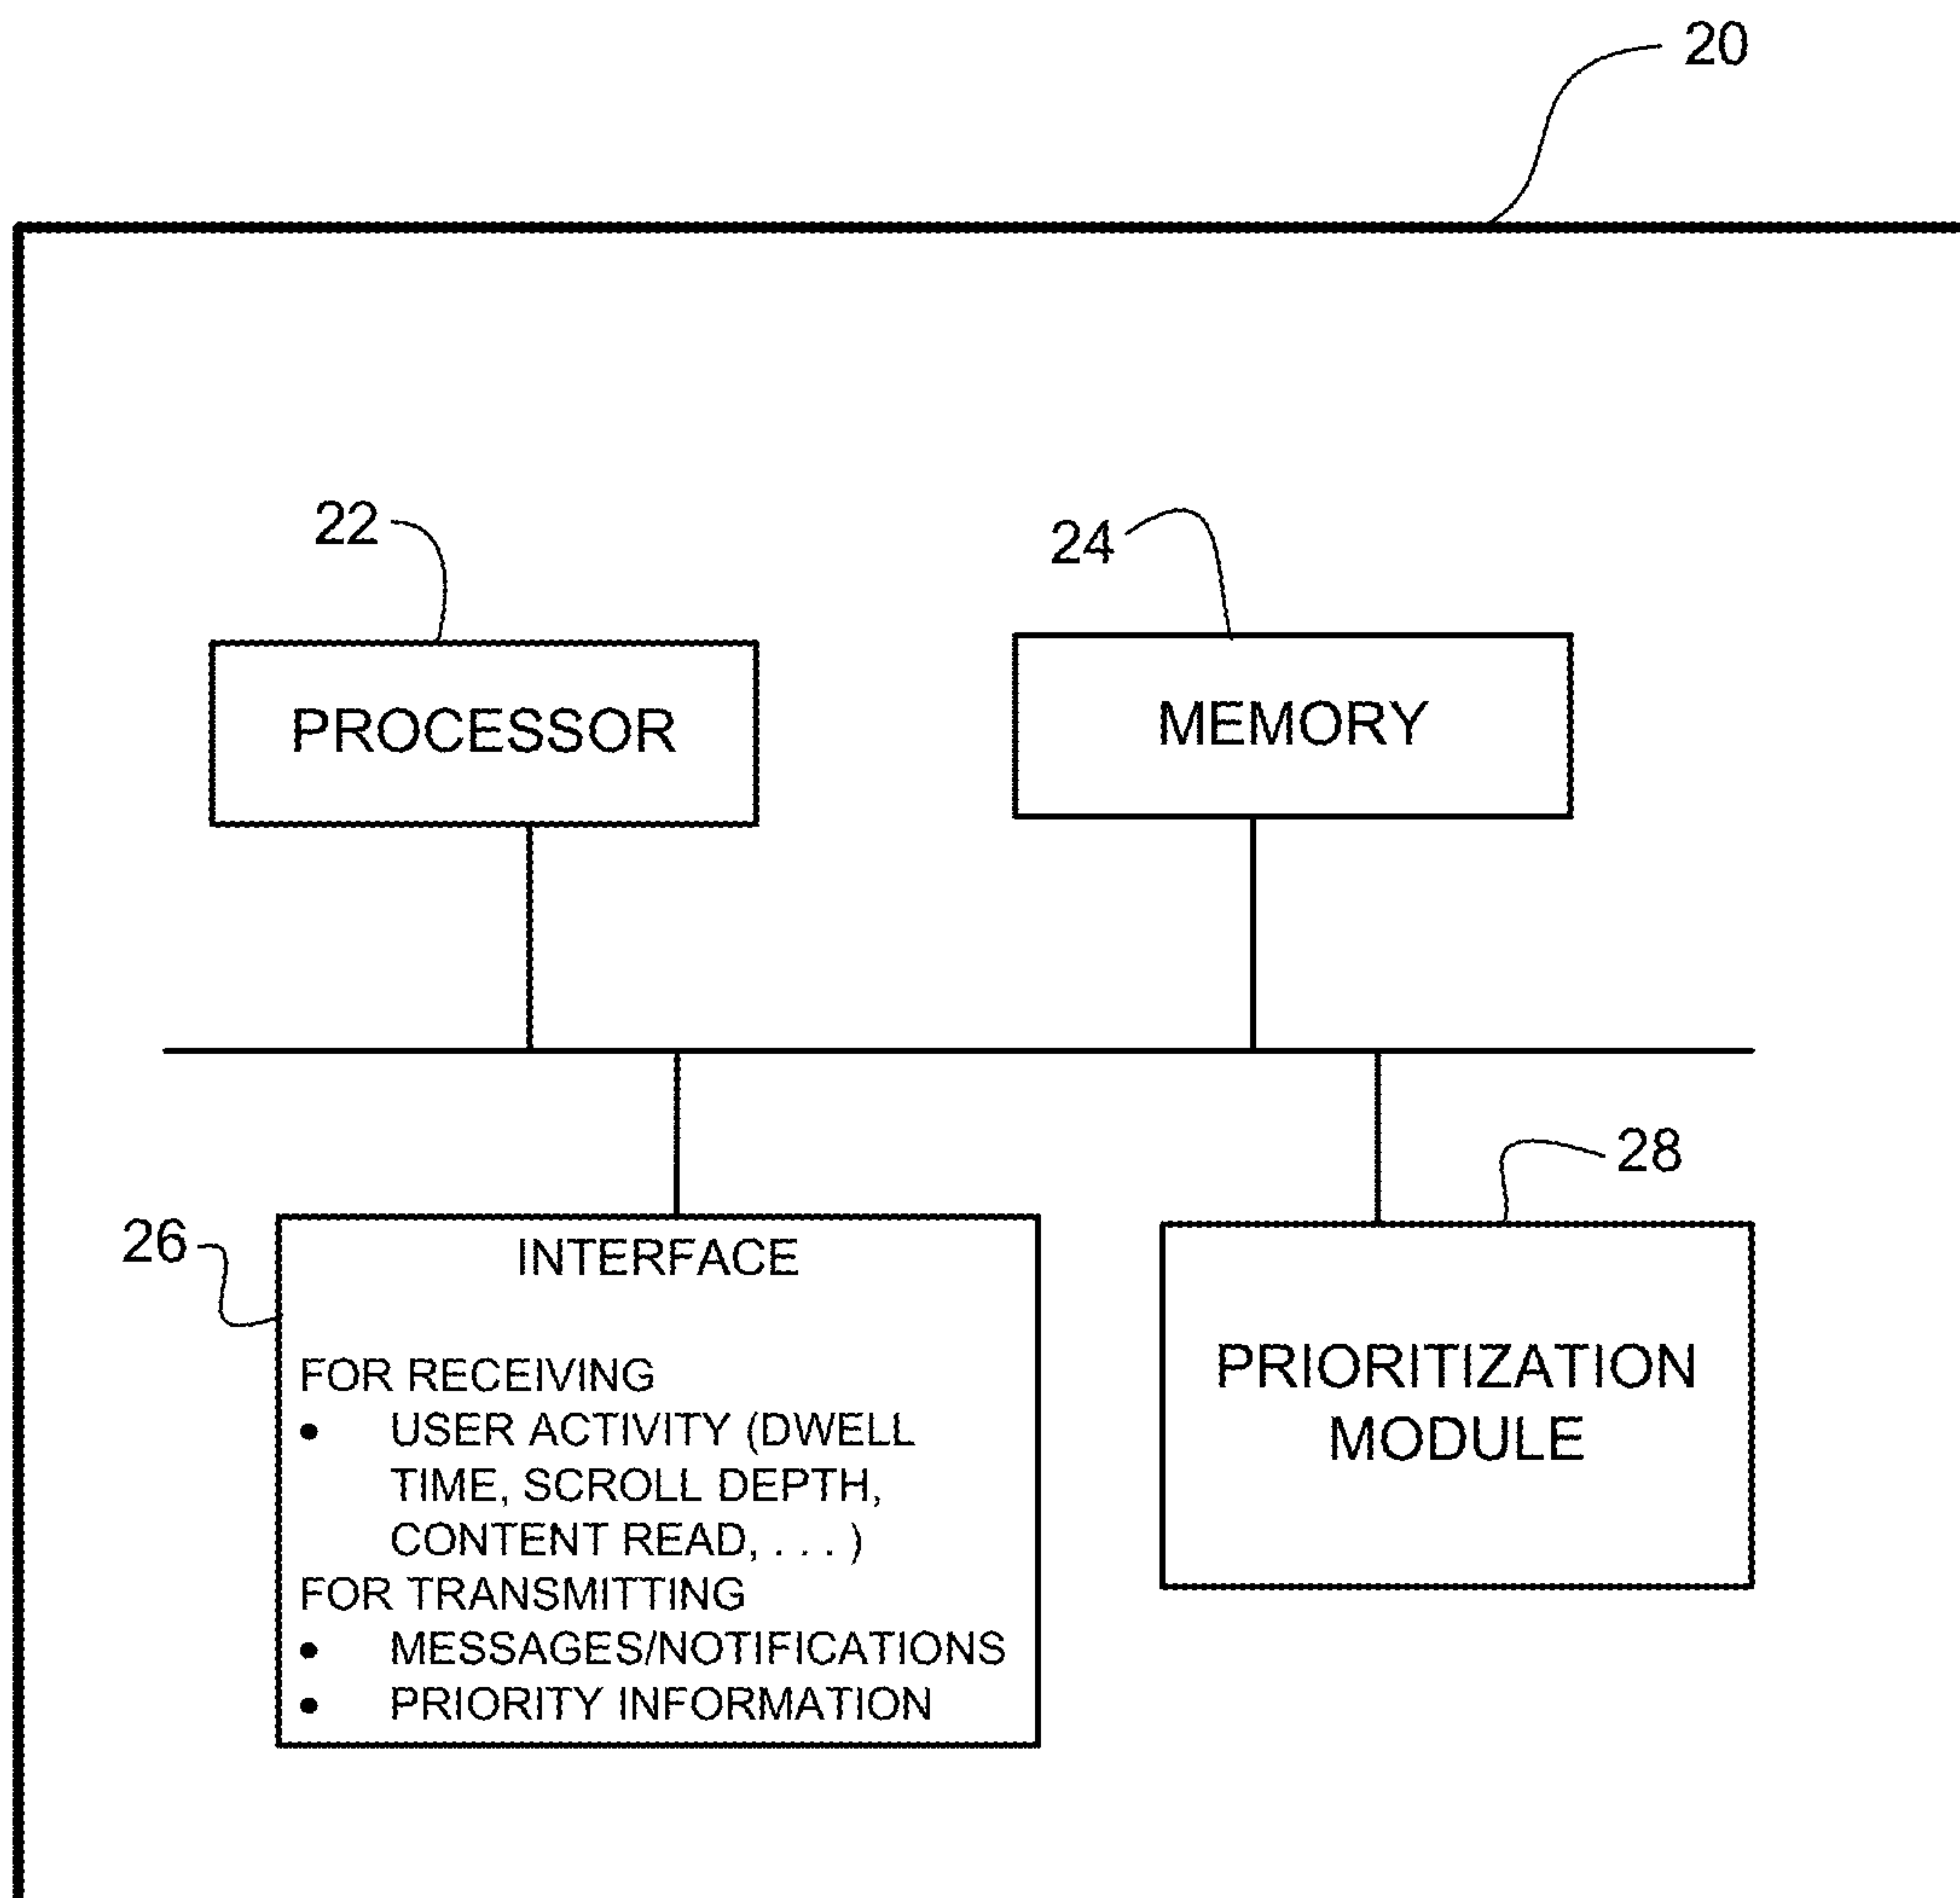 20
22
24
PROCESSOR
MEMORY
28
26
INTERFACE
FOR RECEIVING
• USER ACTIVITY (DWELL
TIME, SCROLL DEPTH,
CONTENT READ, . . . )
FOR TRANSMITTING
• MESSAGES/NOTIFICATIONS
• PRIORITY INFORMATION
PRIORITIZATION
MODULE